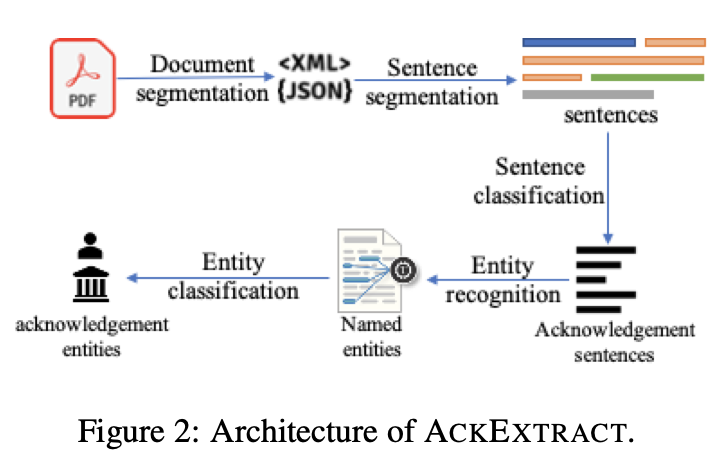 PDF
Document
segmentation
<XML>
{JSON}
Sentence
segmentation
sentences
Sentence
classification
Acknowledgement
sentences
Entity
recognition
Named
entities
Entity
classification
acknowledgement
entities
Figure 2: Architecture of ACKEXTRACT.